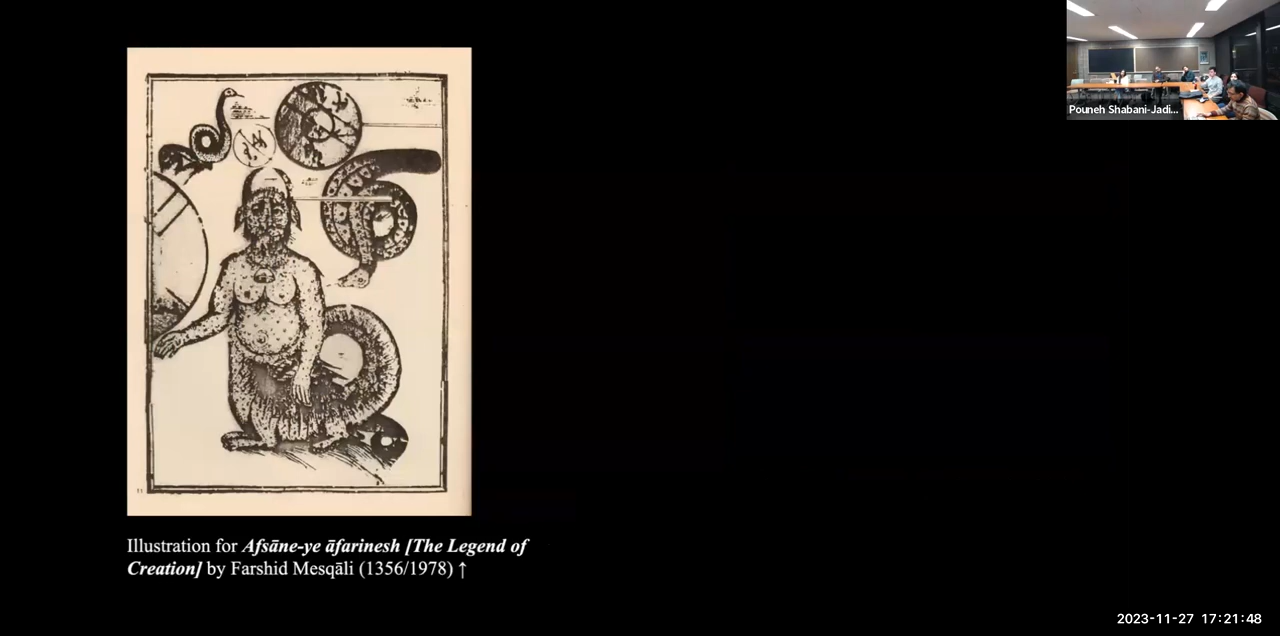 Pouneh Shabani-Jadi...
Illustration for Afsāne-ye āfarinesh [The Legend of
Creation] by Farshid Mesqāli (1356/1978) ↑
2023-11-27 17:21:48